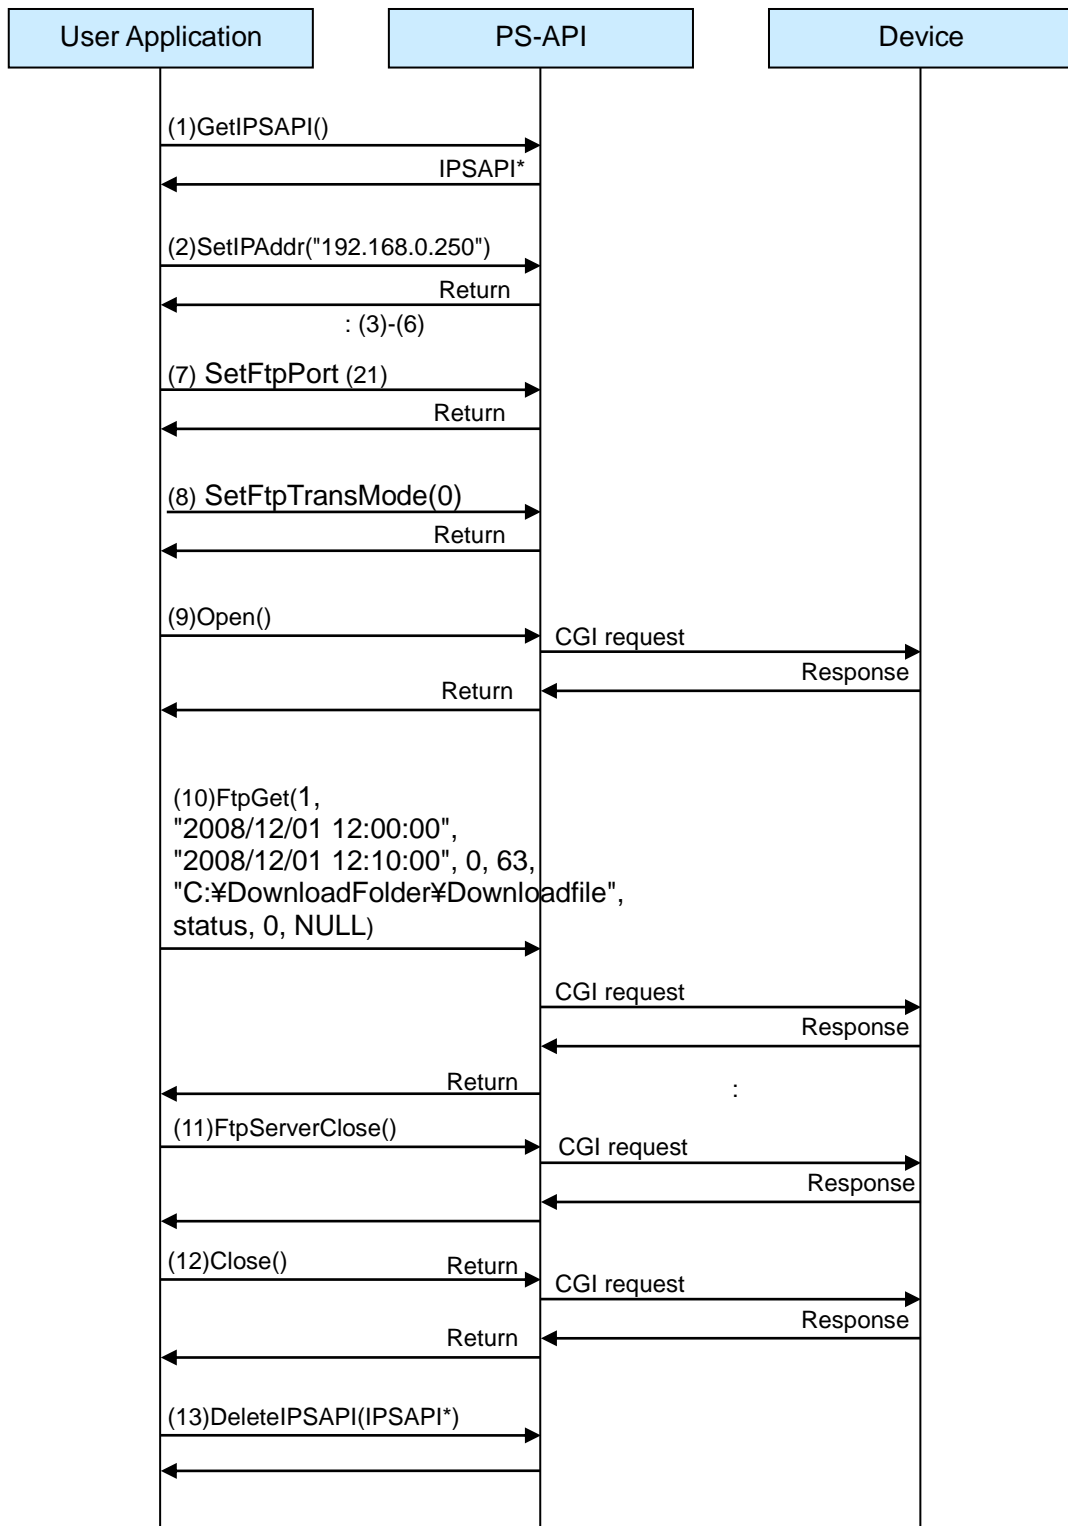 User Application
PS-API
Device
(1)GetIPSAPI()
IPSAPI*
(2)SetIPAddr("192.168.0.250")
Return
: (3)-(6)
(7) SetFtpPort (21)
Return
(8) SetFtpTransMode(0)
Return
(9)Open()
CGI request
Response
Return
(10)FtpGet(1,
"2008/12/01 12:00:00",
"2008/12/01 12:10:00", 0, 63,
"C:¥DownloadFolder¥Downloadfile",
status, 0, NULL)
CGI request
Response
Return
:
(11)FtpServerClose()
CGI request
Response
(12)Close()
Return
CGI request
Response
Return
(13)DeleteIPSAPI(IPSAPI*)